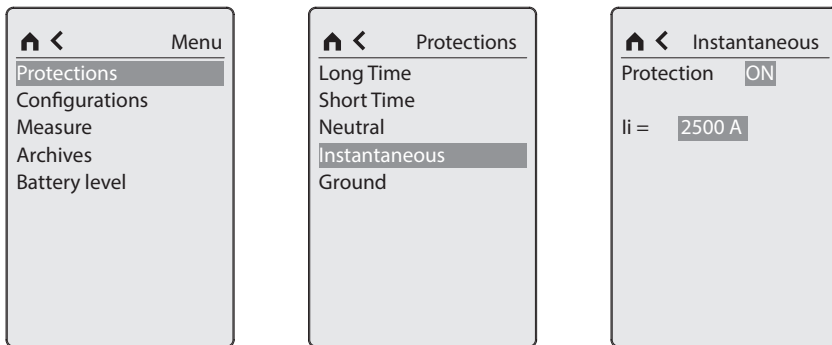 Menu
Protections
Configurations
Measure
Archives
Battery level
Protections
Long Time
Short Time
Neutral
Instantaneous
Ground
Instantaneous
Protection ON
Ii = 2500 A